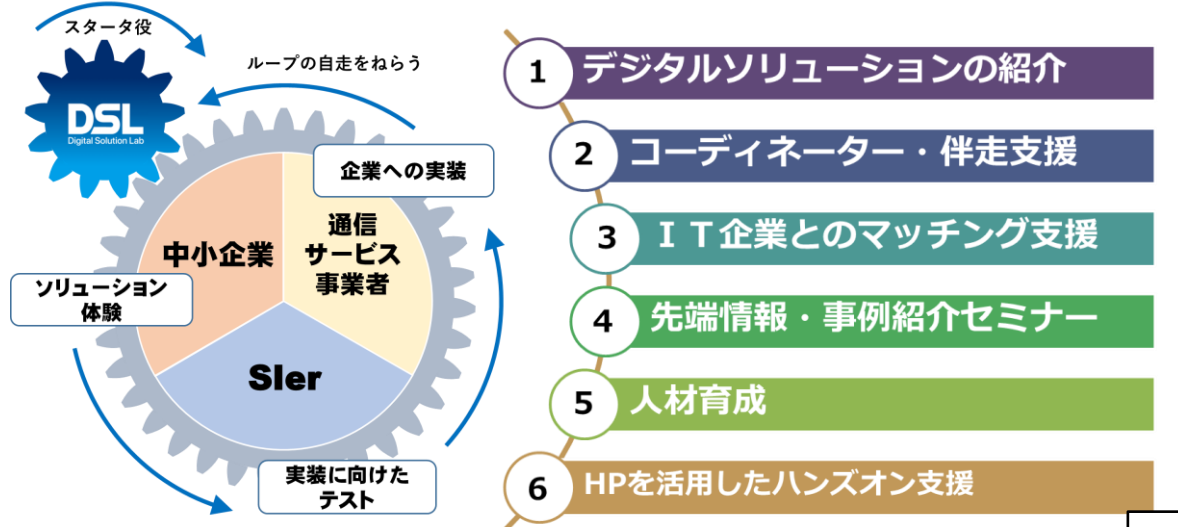 スタータ役
ループの自走をねらう
DSL
Digital Solution Lab
企業への実装
中小企業
通信
サービス
事業者
ソリューション
体験
SIer
実装に向けた
テスト
1 デジタルソリューションの紹介
2 コーディネーター・伴走支援
3 ＩＴ企業とのマッチング支援
4 先端情報・事例紹介セミナー
5 人材育成
6 HPを活用したハンズオン支援